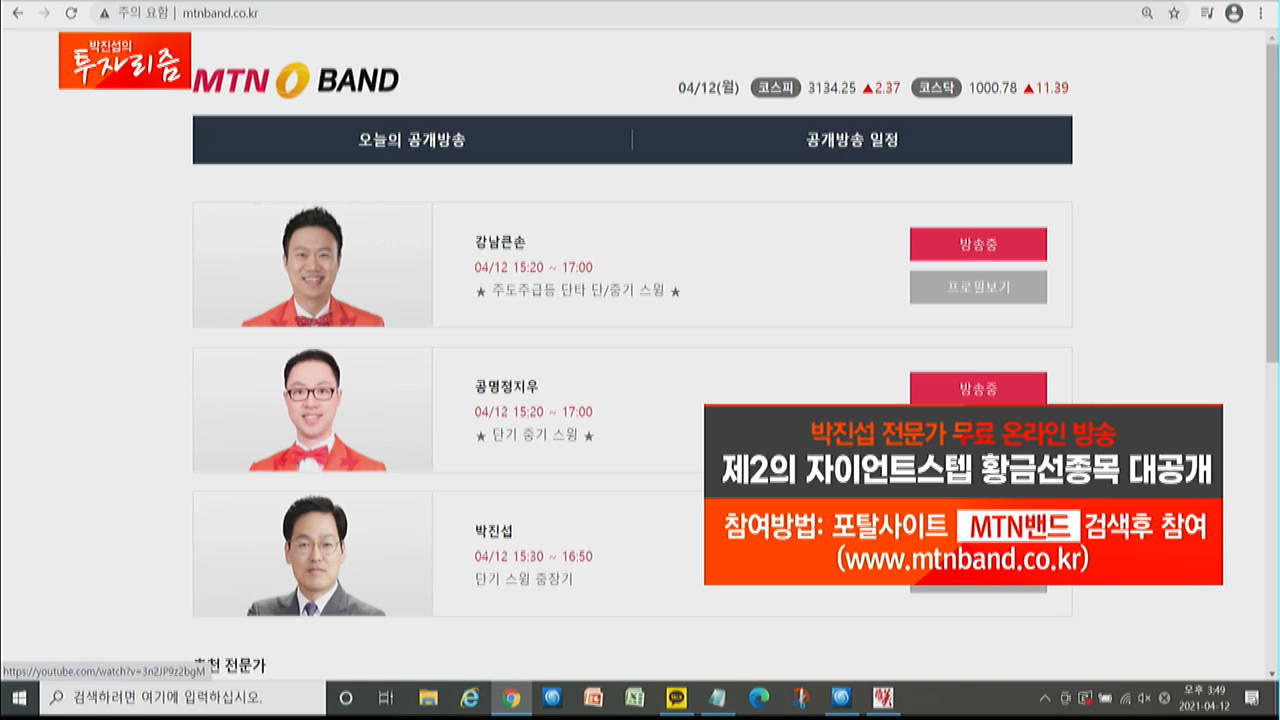 주의 요함 | mtnband.co.kr
박진섭의
투자리즘
MTN BAND
04/12(월) 코스피 3134.25 ▲2.37 코스닥 1000.78 ▲11.39
오늘의 공개방송 공개방송 일정
강남큰손
04/12 15:20 ~ 17:00
★ 주도주급등 단타 단/중기 스윙 ★
방송중
프로필보기
공명정지우
04/12 15:20 ~ 17:00
★ 단기 중기 스윙 ★
방송중
박진섭
04/12 15:30 ~ 16:50
단기 스윙 중장기
박진섭 전문가 무료 온라인 방송
제2의 자이언트스텝 황금선종목 대공개
참여방법: 포탈사이트 MTN밴드 검색후 참여
(www.mtnband.co.kr)
전문가
https://youtube.com/watch?v=3n2JP9z2bgM
검색하려면 여기에 입력하십시오.
오후 3:49
2021-04-12